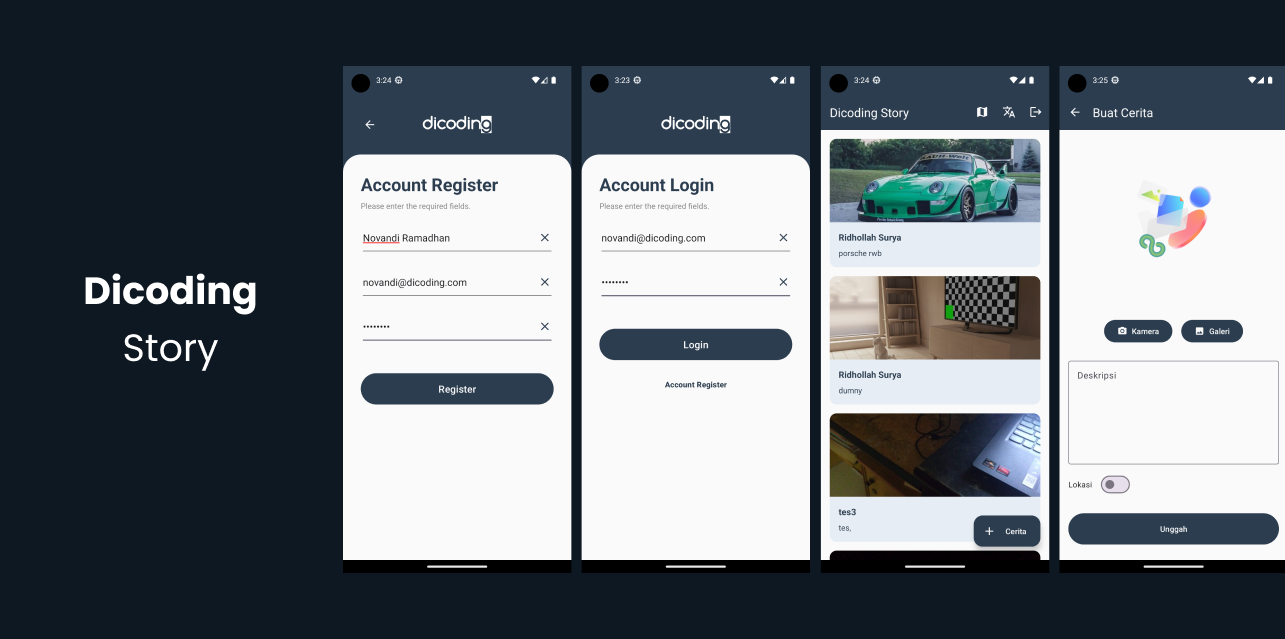 Dicoding
Story
3:24
dicoding
Account Register
Please enter the required fields.
Novandi Ramadhan
novandi@dicoding.com
••••••••
Register
3:23
dicoding
Account Login
Please enter the required fields.
novandi@dicoding.com
••••••••
Login
Account Register
3:24
Dicoding Story
Ridhollah Surya
porsche rwb
Ridhollah Surya
dumny
tes3
tes,
Cerita
3:25
Buat Cerita
Kamera
Galeri
Deskripsi
Lokasi
Unggah